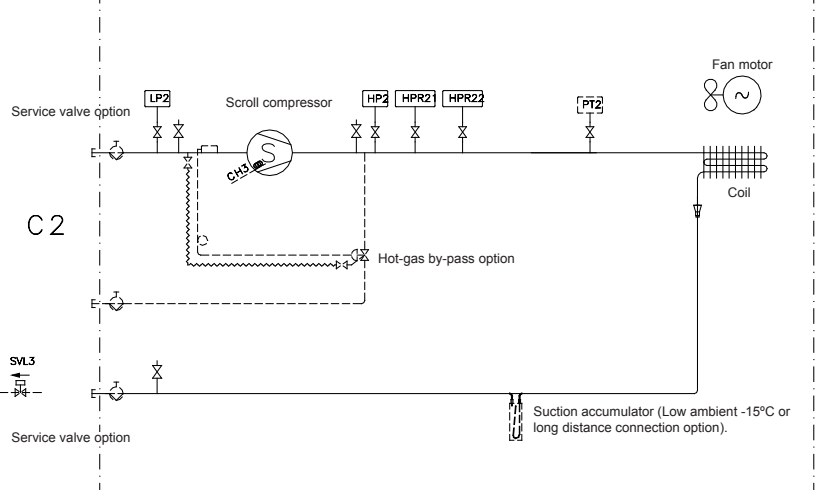 Fan motor
LP2
Scroll compressor
HP2
HPR21
HPR22
PT2
Service valve option
S
CH3
Coil
C2
Hot-gas by-pass option
SVL3
Suction accumulator (Low ambient -15ºC or
long distance connection option).
Service valve option